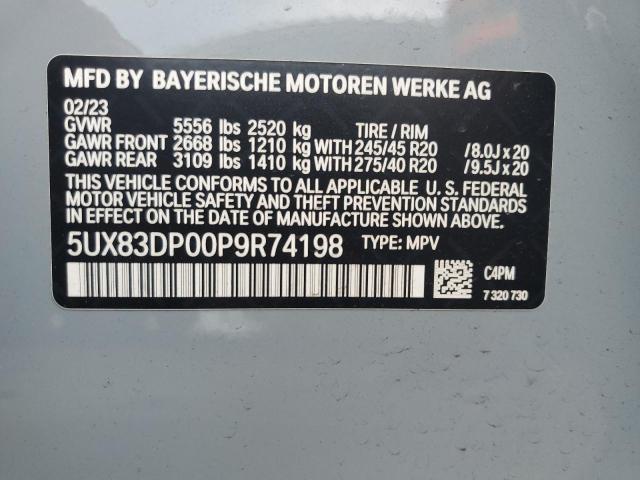 MFD BY BAYERISCHE MOTOREN WERKE AG
02/23
GVWR 5556 lbs 2520 kg TIRE / RIM
GAWR FRONT 2668 lbs 1210 kg WITH 245/45 R20 /8.0J x 20
GAWR REAR 3109 lbs 1410 kg WITH 275/40 R20 /9.5J x 20
THIS VEHICLE CONFORMS TO ALL APPLICABLE U. S. FEDERAL
MOTOR VEHICLE SAFETY AND THEFT PREVENTION STANDARDS
IN EFFECT ON THE DATE OF MANUFACTURE SHOWN ABOVE.
5UX83DP00P9R74198 TYPE: MPV
C4PM
7 320 730